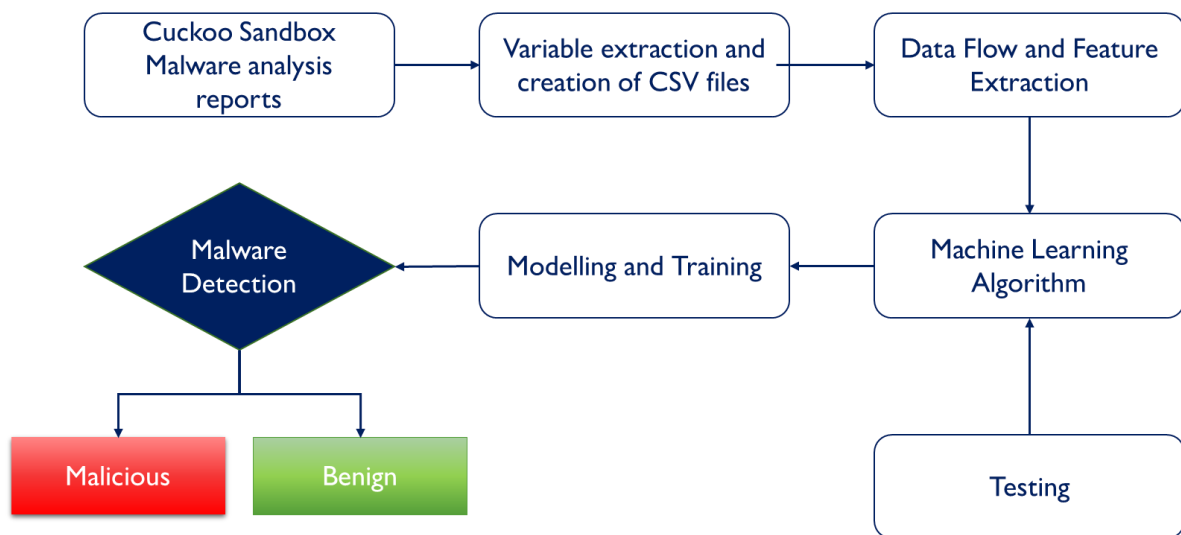 Cuckoo Sandbox
Malware analysis
reports
Variable extraction and
creation of CSV files
Data Flow and Feature
Extraction
Malware
Detection
Modelling and Training
Machine Learning
Algorithm
Malicious
Benign
Testing